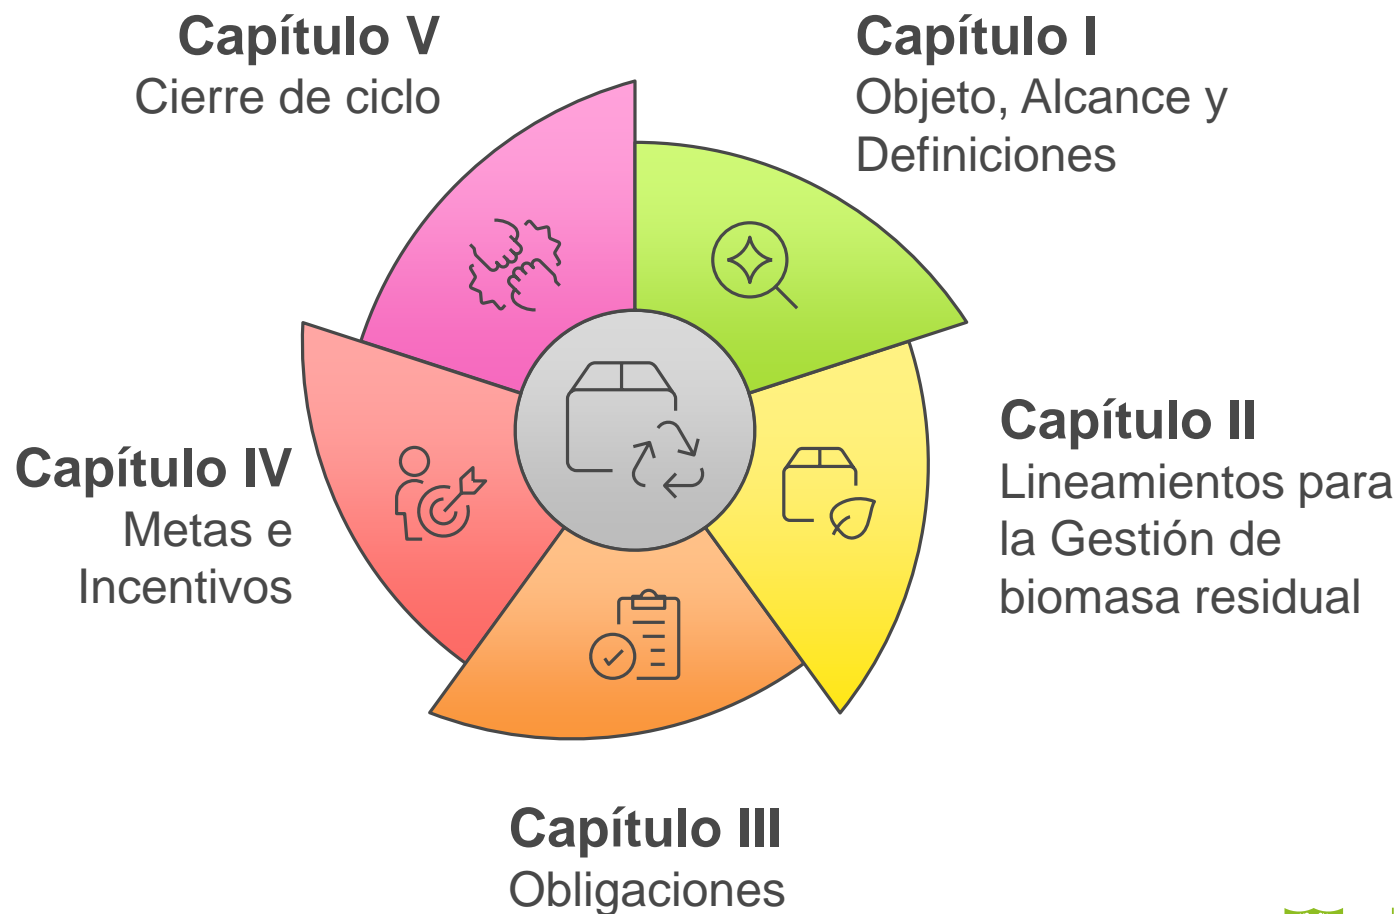 Capítulo I
Objeto, Alcance y
Definiciones
Capítulo II
Lineamientos para
la Gestión de
biomasa residual
Capítulo III
Obligaciones
Capítulo IV
Metas e
Incentivos
Capítulo V
Cierre de ciclo